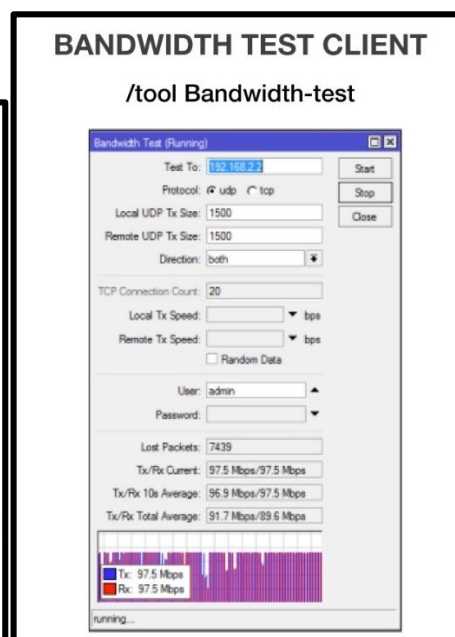 BANDWIDTH TEST CLIENT
/tool Bandwidth-test
Bandwidth Test (Running)
Test To: 192.168.2.2
Start
Protocol: udp tcp
Stop
Local UDP Tx Size: 1500
Close
Remote UDP Tx Size: 1500
Direction: both
TCP Connection Count: 20
Local Tx Speed: bps
Remote Tx Speed: bps
Random Data
User: admin
Password:
Lost Packets: 7439
Tx/Rx Current: 97.5 Mbps/97.5 Mbps
Tx/Rx 10s Average: 96.9 Mbps/97.5 Mbps
Tx/Rx Total Average: 91.7 Mbps/89.6 Mbps
Tx: 97.5 Mbps
Rx: 97.5 Mbps
running...